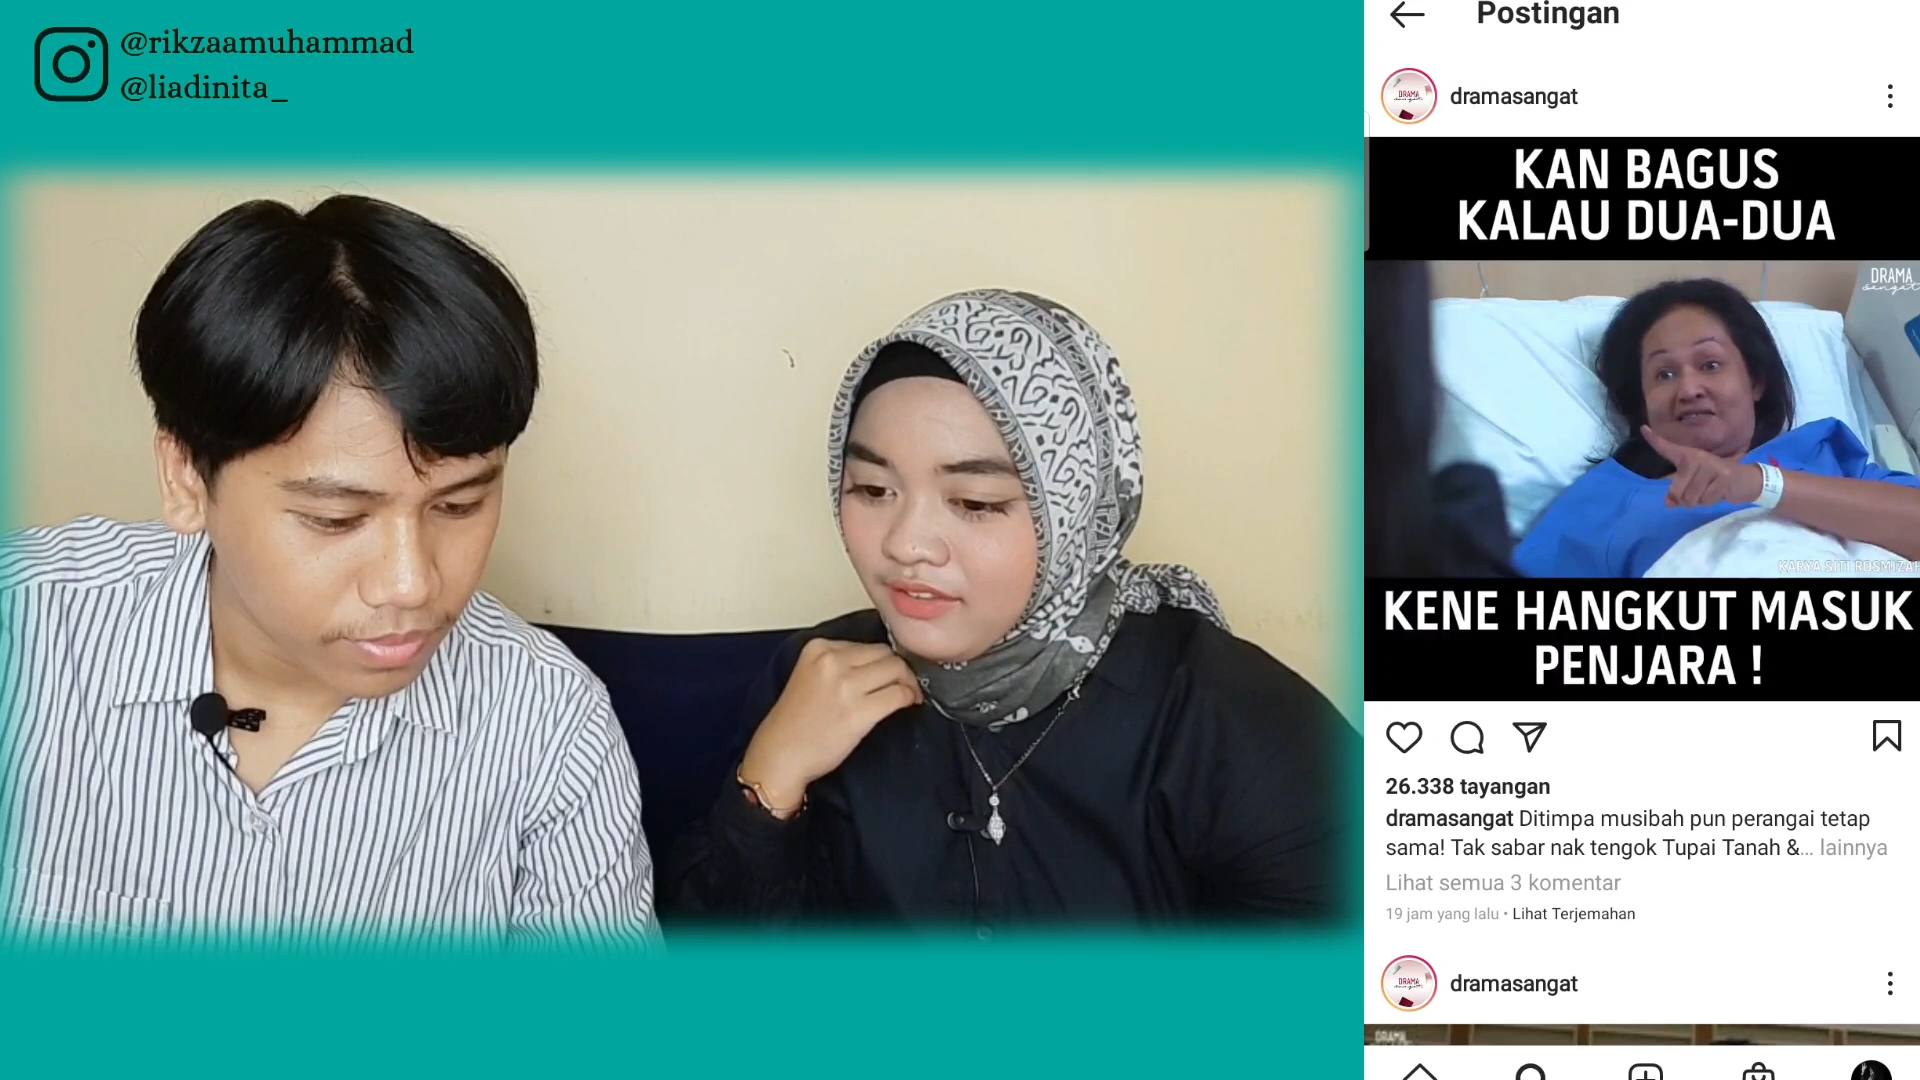 @rikzaamuhammad
@liadinita_
Postingan
dramasangat
KAN BAGUS
KALAU DUA-DUA
DRAMA
sangat
KARYA SITI ROSMIZAH
KENE HANGKUT MASUK
PENJARA !
26.338 tayangan
dramasangat Ditimpa musibah pun perangai tetap
sama! Tak sabar nak tengok Tupai Tanah &... lainnya
Lihat semua 3 komentar
19 jam yang lalu • Lihat Terjemahan
dramasangat
DRAMA